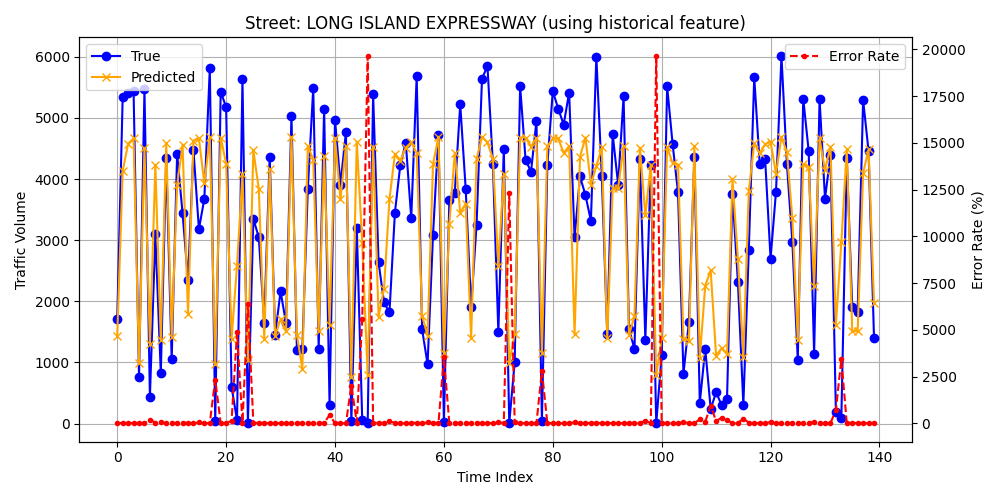 Street: LONG ISLAND EXPRESSWAY (using historical feature)
True
Predicted
Error Rate
6000
5000
4000
3000
2000
1000
0
Traffic Volume
20000
17500
15000
12500
10000
7500
5000
2500
0
Error Rate (%)
0 20 40 60 80 100 120 140
Time Index